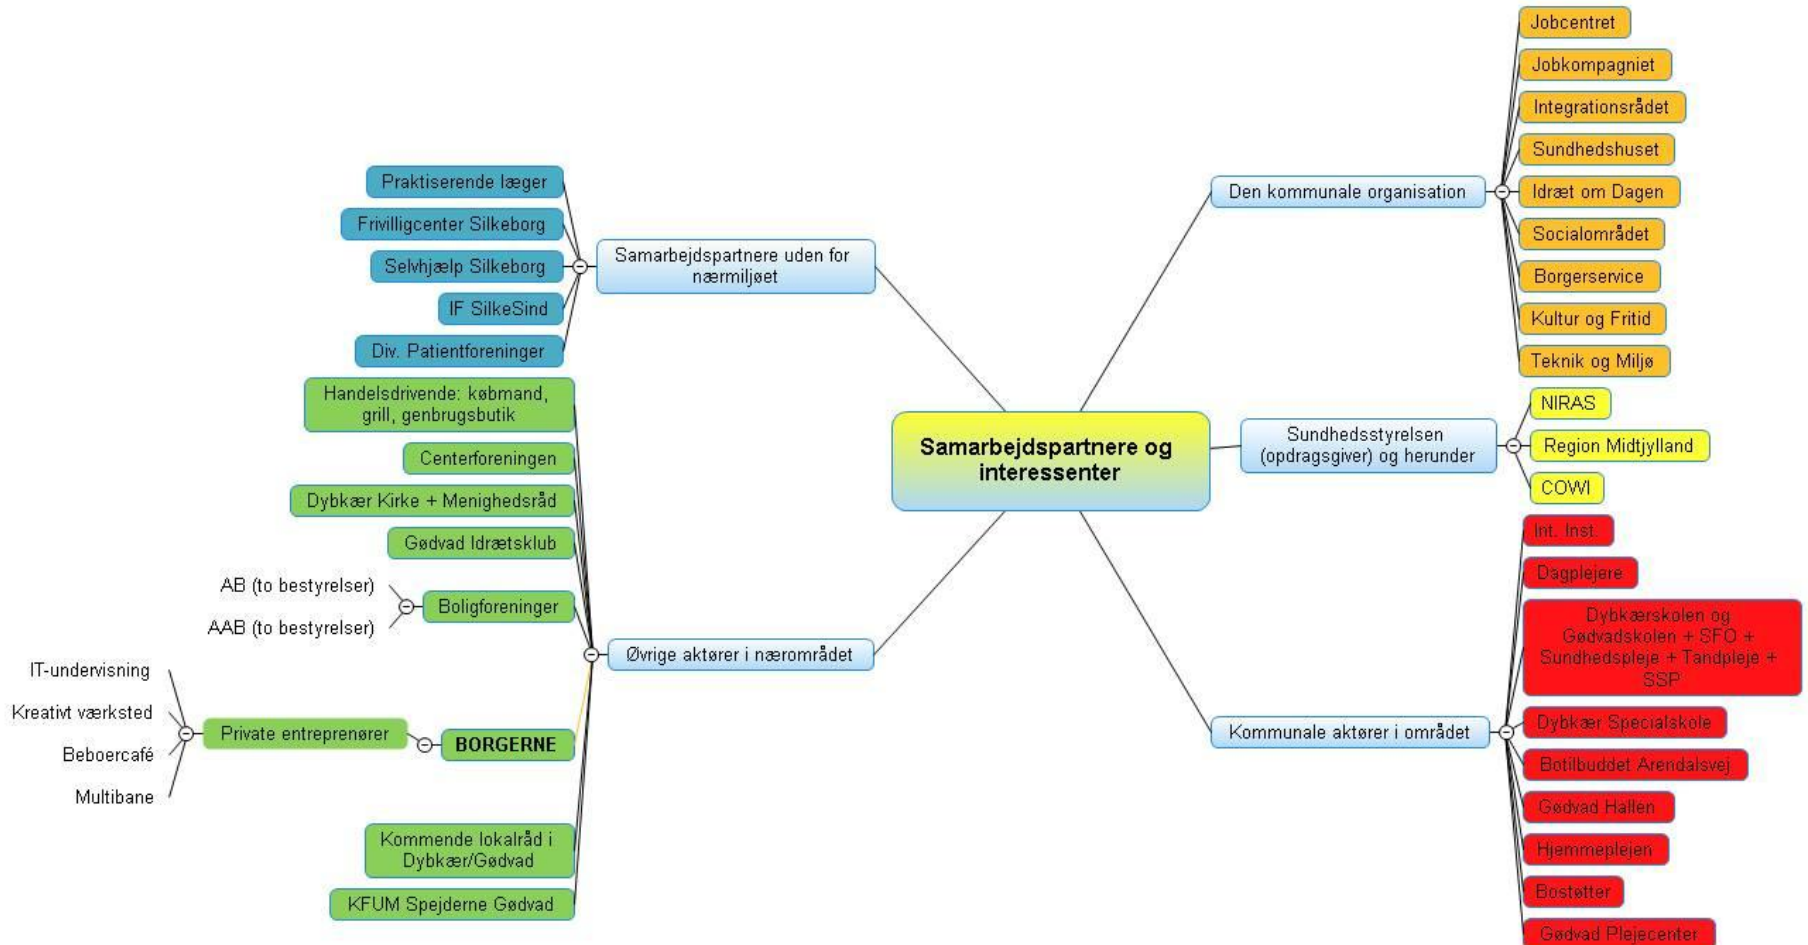 Samarbejdspartnere og
interessenter
Den kommunale organisation
Jobcentret
Jobkompagniet
Integrationsrådet
Sundhedshuset
Idræt om Dagen
Socialområdet
Borgerservice
Kultur og Fritid
Teknik og Miljø
Sundhedsstyrelsen
(opdragsgiver) og herunder
NIRAS
Region Midtjylland
COWI
Kommunale aktører i området
Int. Inst.
Dagplejere
Dybkærskolen og
Gødvadskolen + SFO +
Sundhedspleje + Tandpleje +
SSP
Dybkær Specialskole
Botilbuddet Arendalsvej
Gødvad Hallen
Hjemmeplejen
Bostøtter
Gødvad Plejecenter
Samarbejdspartnere uden for
nærmiljøet
Praktiserende læger
Frivilligcenter Silkeborg
Selvhjælp Silkeborg
IF SilkeSind
Div. Patientforeninger
Øvrige aktører i nærområdet
Handelsdrivende: købmand,
grill, genbrugsbutik
Centerforeningen
Dybkær Kirke + Menighedsråd
Gødvad Idrætsklub
Boligforeninger
AB (to bestyrelser)
AAB (to bestyrelser)
BORGERNE
Private entreprenører
IT-undervisning
Kreativt værksted
Beboercafé
Multibane
Kommende lokalråd i
Dybkær/Gødvad
KFUM Spejderne Gødvad